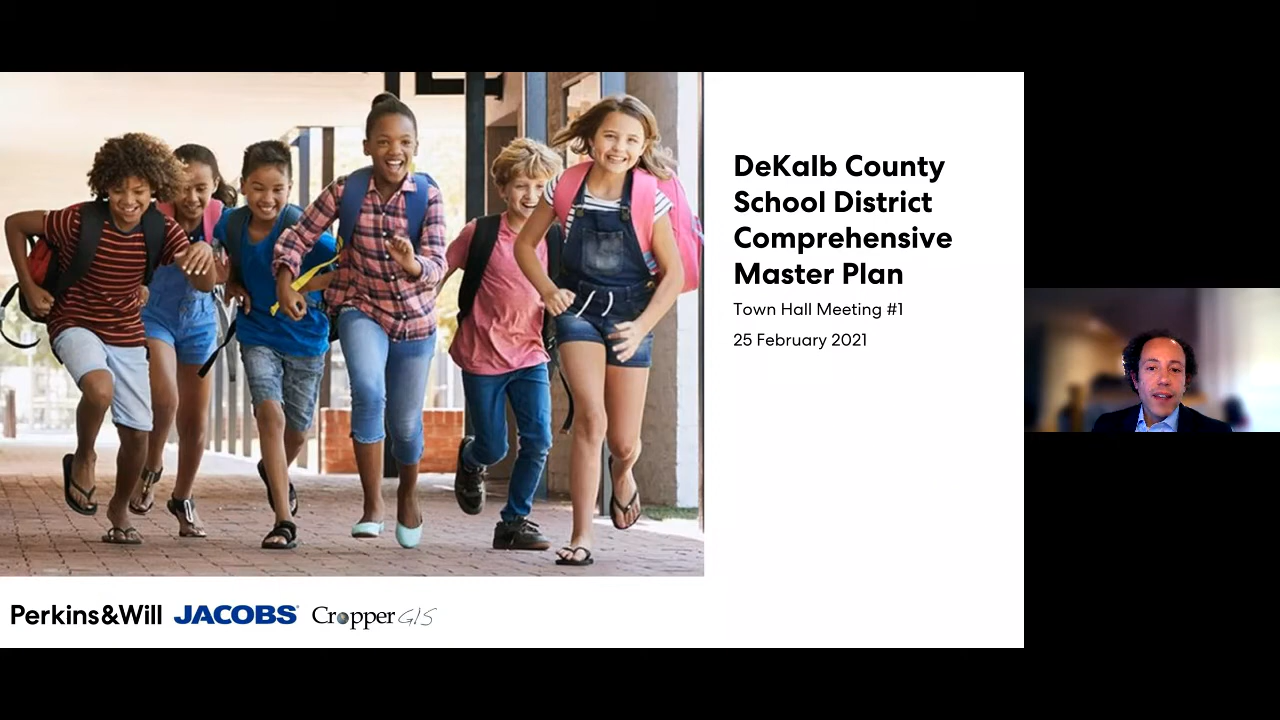 DeKalb County
School District
Comprehensive
Master Plan
Town Hall Meeting #1
25 February 2021
Perkins&Will JACOBS Cropper GIS